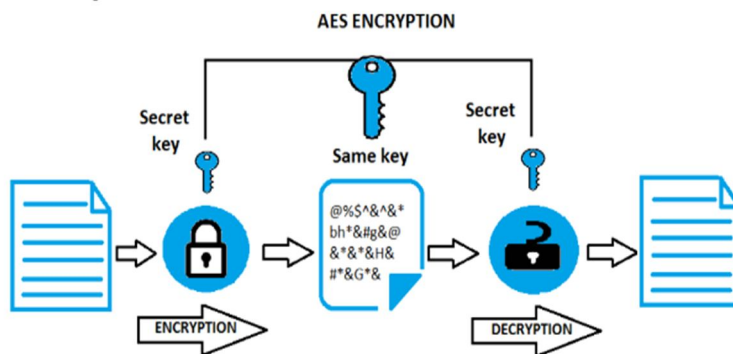 AES ENCRYPTION
Secret
key
Same key
Secret
key
@%$^&^&*
bh*&#g&@
&*&*&H&
#*&G*&
ENCRYPTION
DECRYPTION